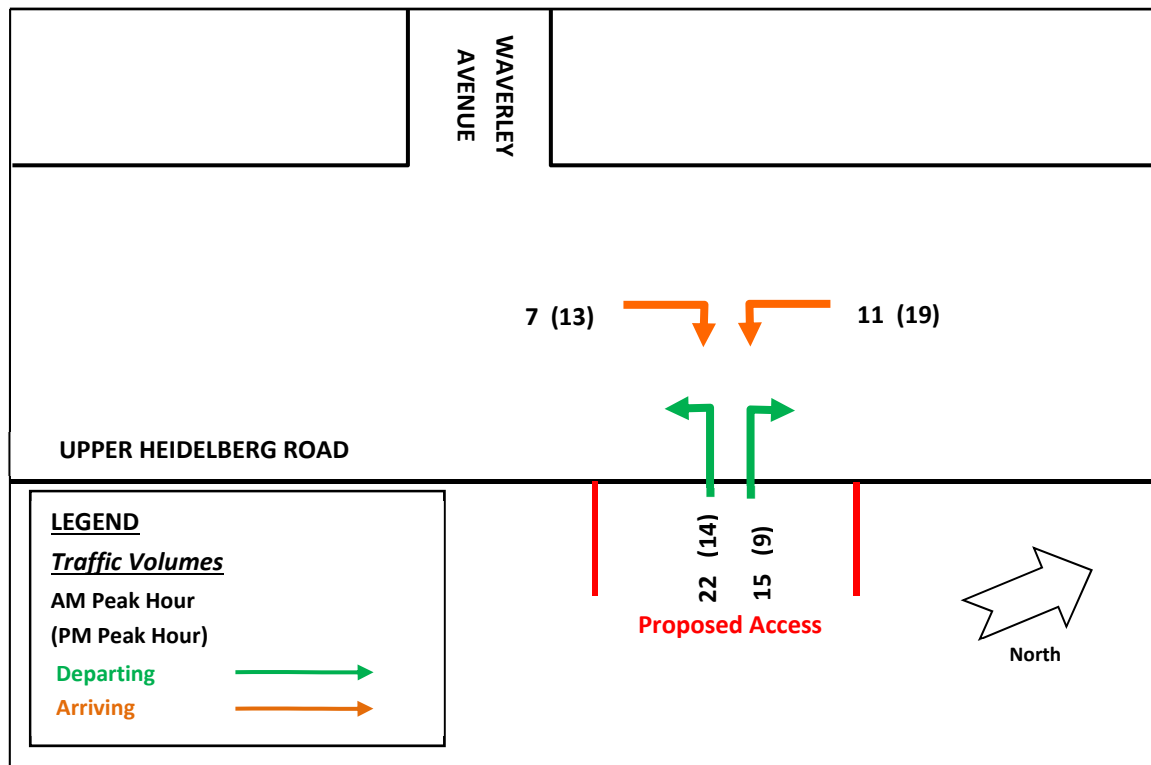 WAVERLEY
AVENUE
7 (13)
11 (19)
UPPER HEIDELBERG ROAD
22 (14)
15 (9)
Proposed Access
LEGEND
Traffic Volumes
AM Peak Hour
(PM Peak Hour)
Departing
Arriving
North